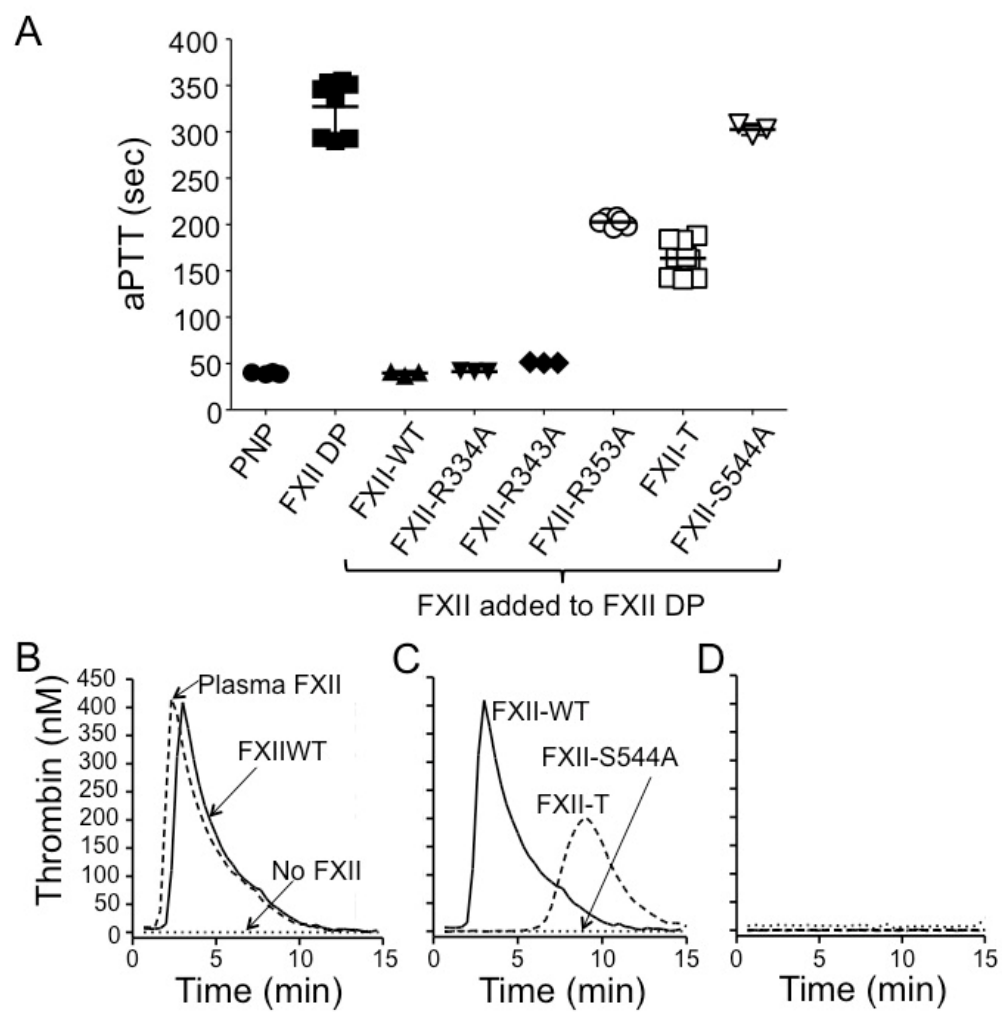 A
aPTT (sec)
400
350
300
250
200
150
100
50
0
PNP
FXII DP
FXII-WT
FXII-R334A
FXII-R343A
FXII-R353A
FXII-T
FXII-S544A
FXII added to FXII DP
B
Thrombin (nM)
450
400
350
300
250
200
150
100
50
0
Plasma FXII
FXIIWT
No FXII
0 5 10 15
Time (min)
C
FXII-WT
FXII-S544A
FXII-T
0 5 10 15
Time (min)
D
0 5 10 15
Time (min)